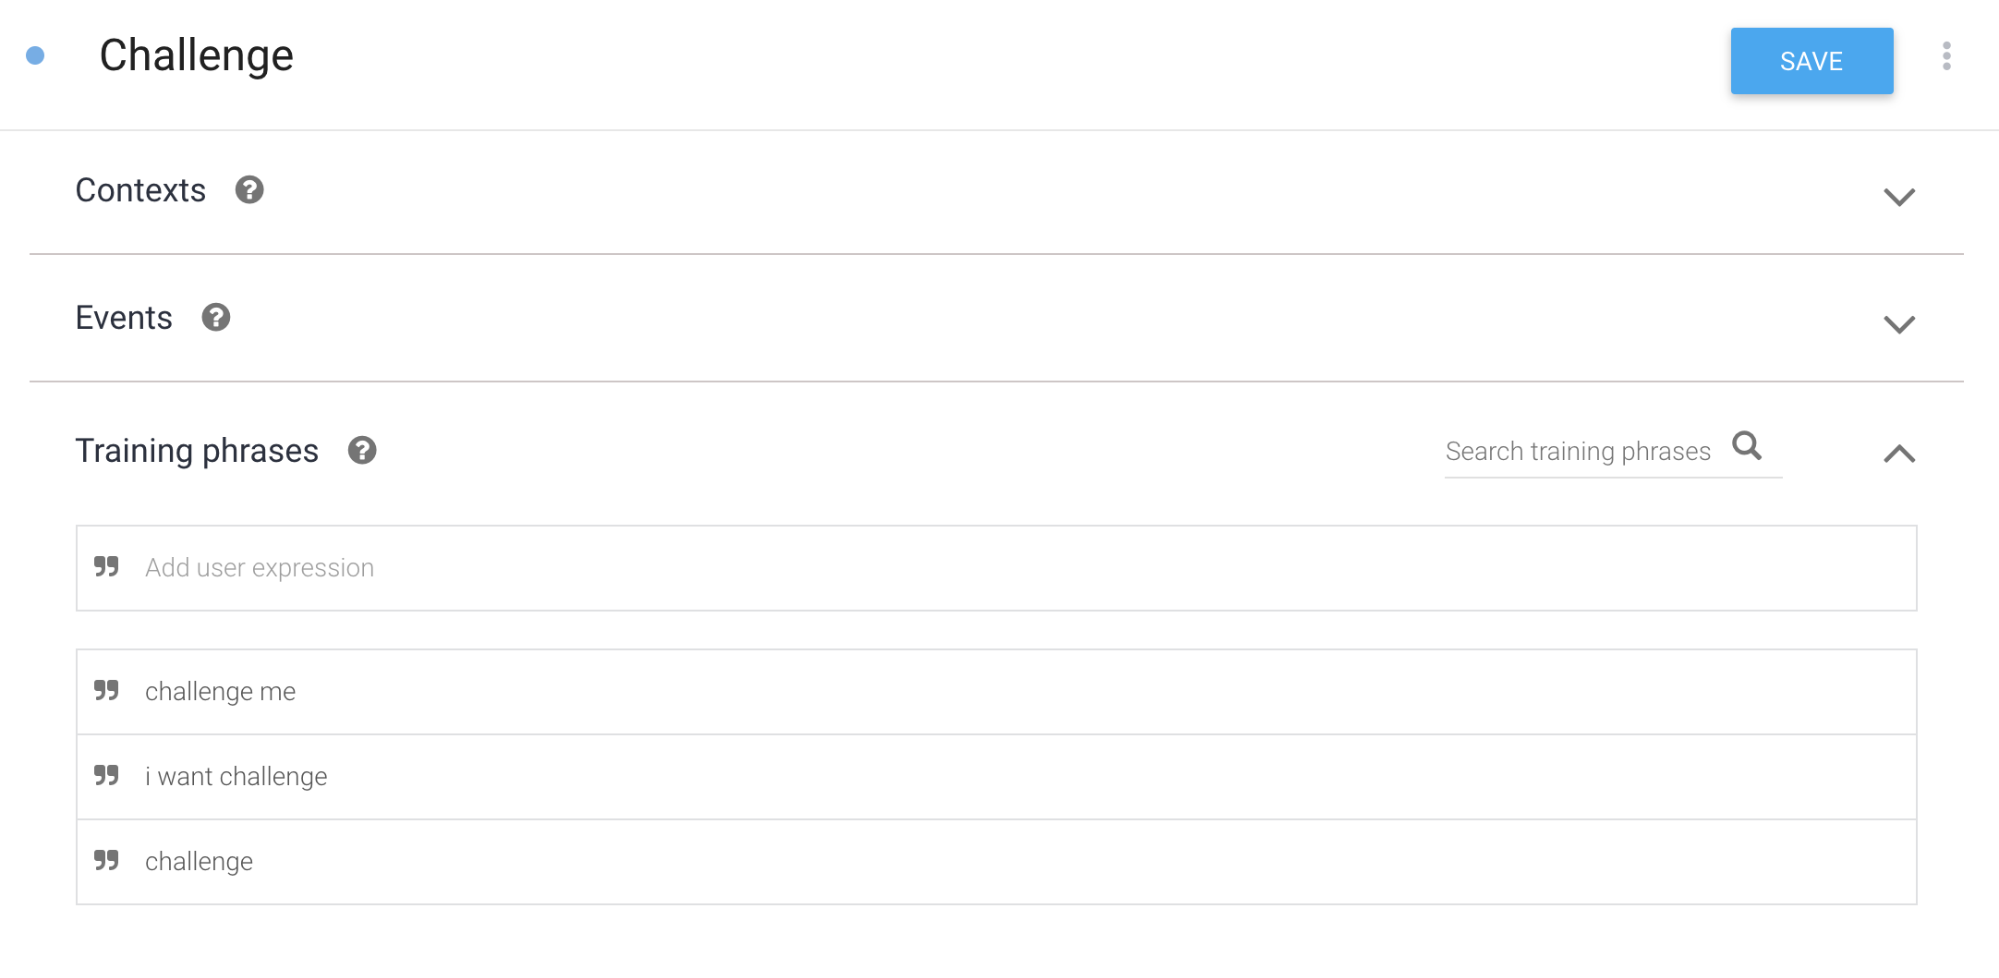 Challenge
SAVE
Contexts
Events
Training phrases
Search training phrases
Add user expression
challenge me
i want challenge
challenge